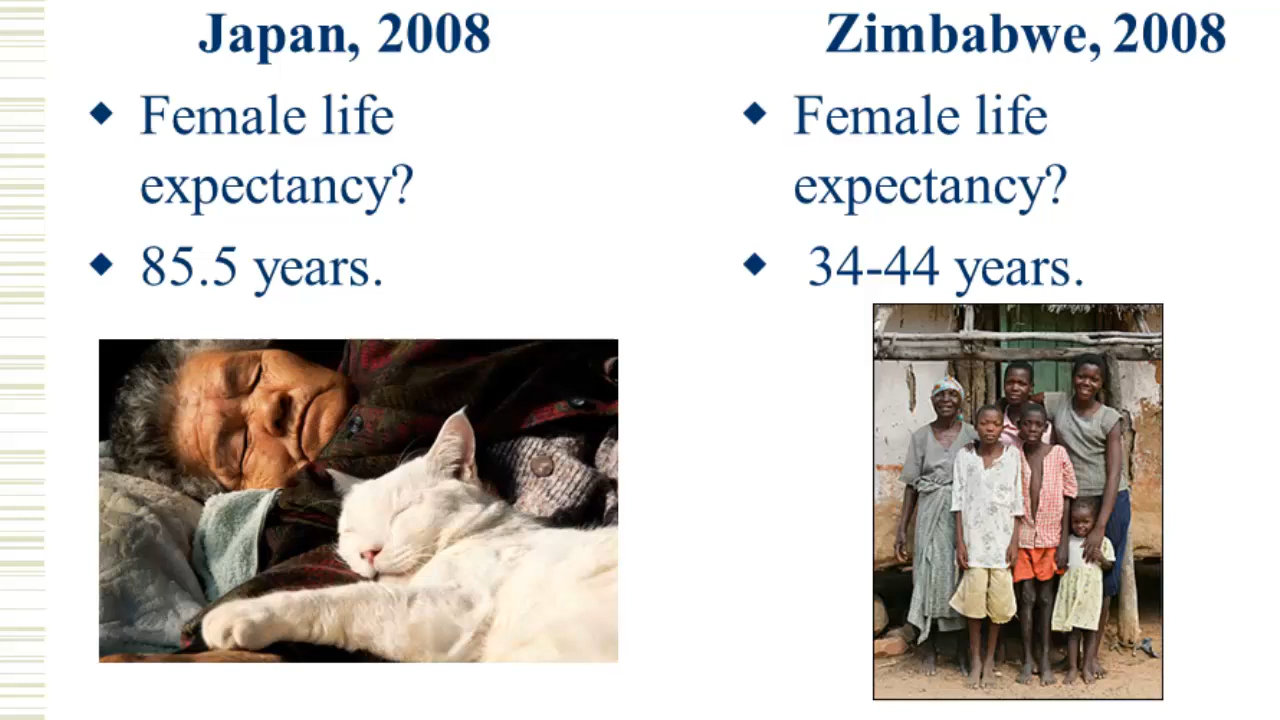 Japan, 2008
◆ Female life
expectancy?
◆ 85.5 years.
Zimbabwe, 2008
◆ Female life
expectancy?
◆ 34-44 years.